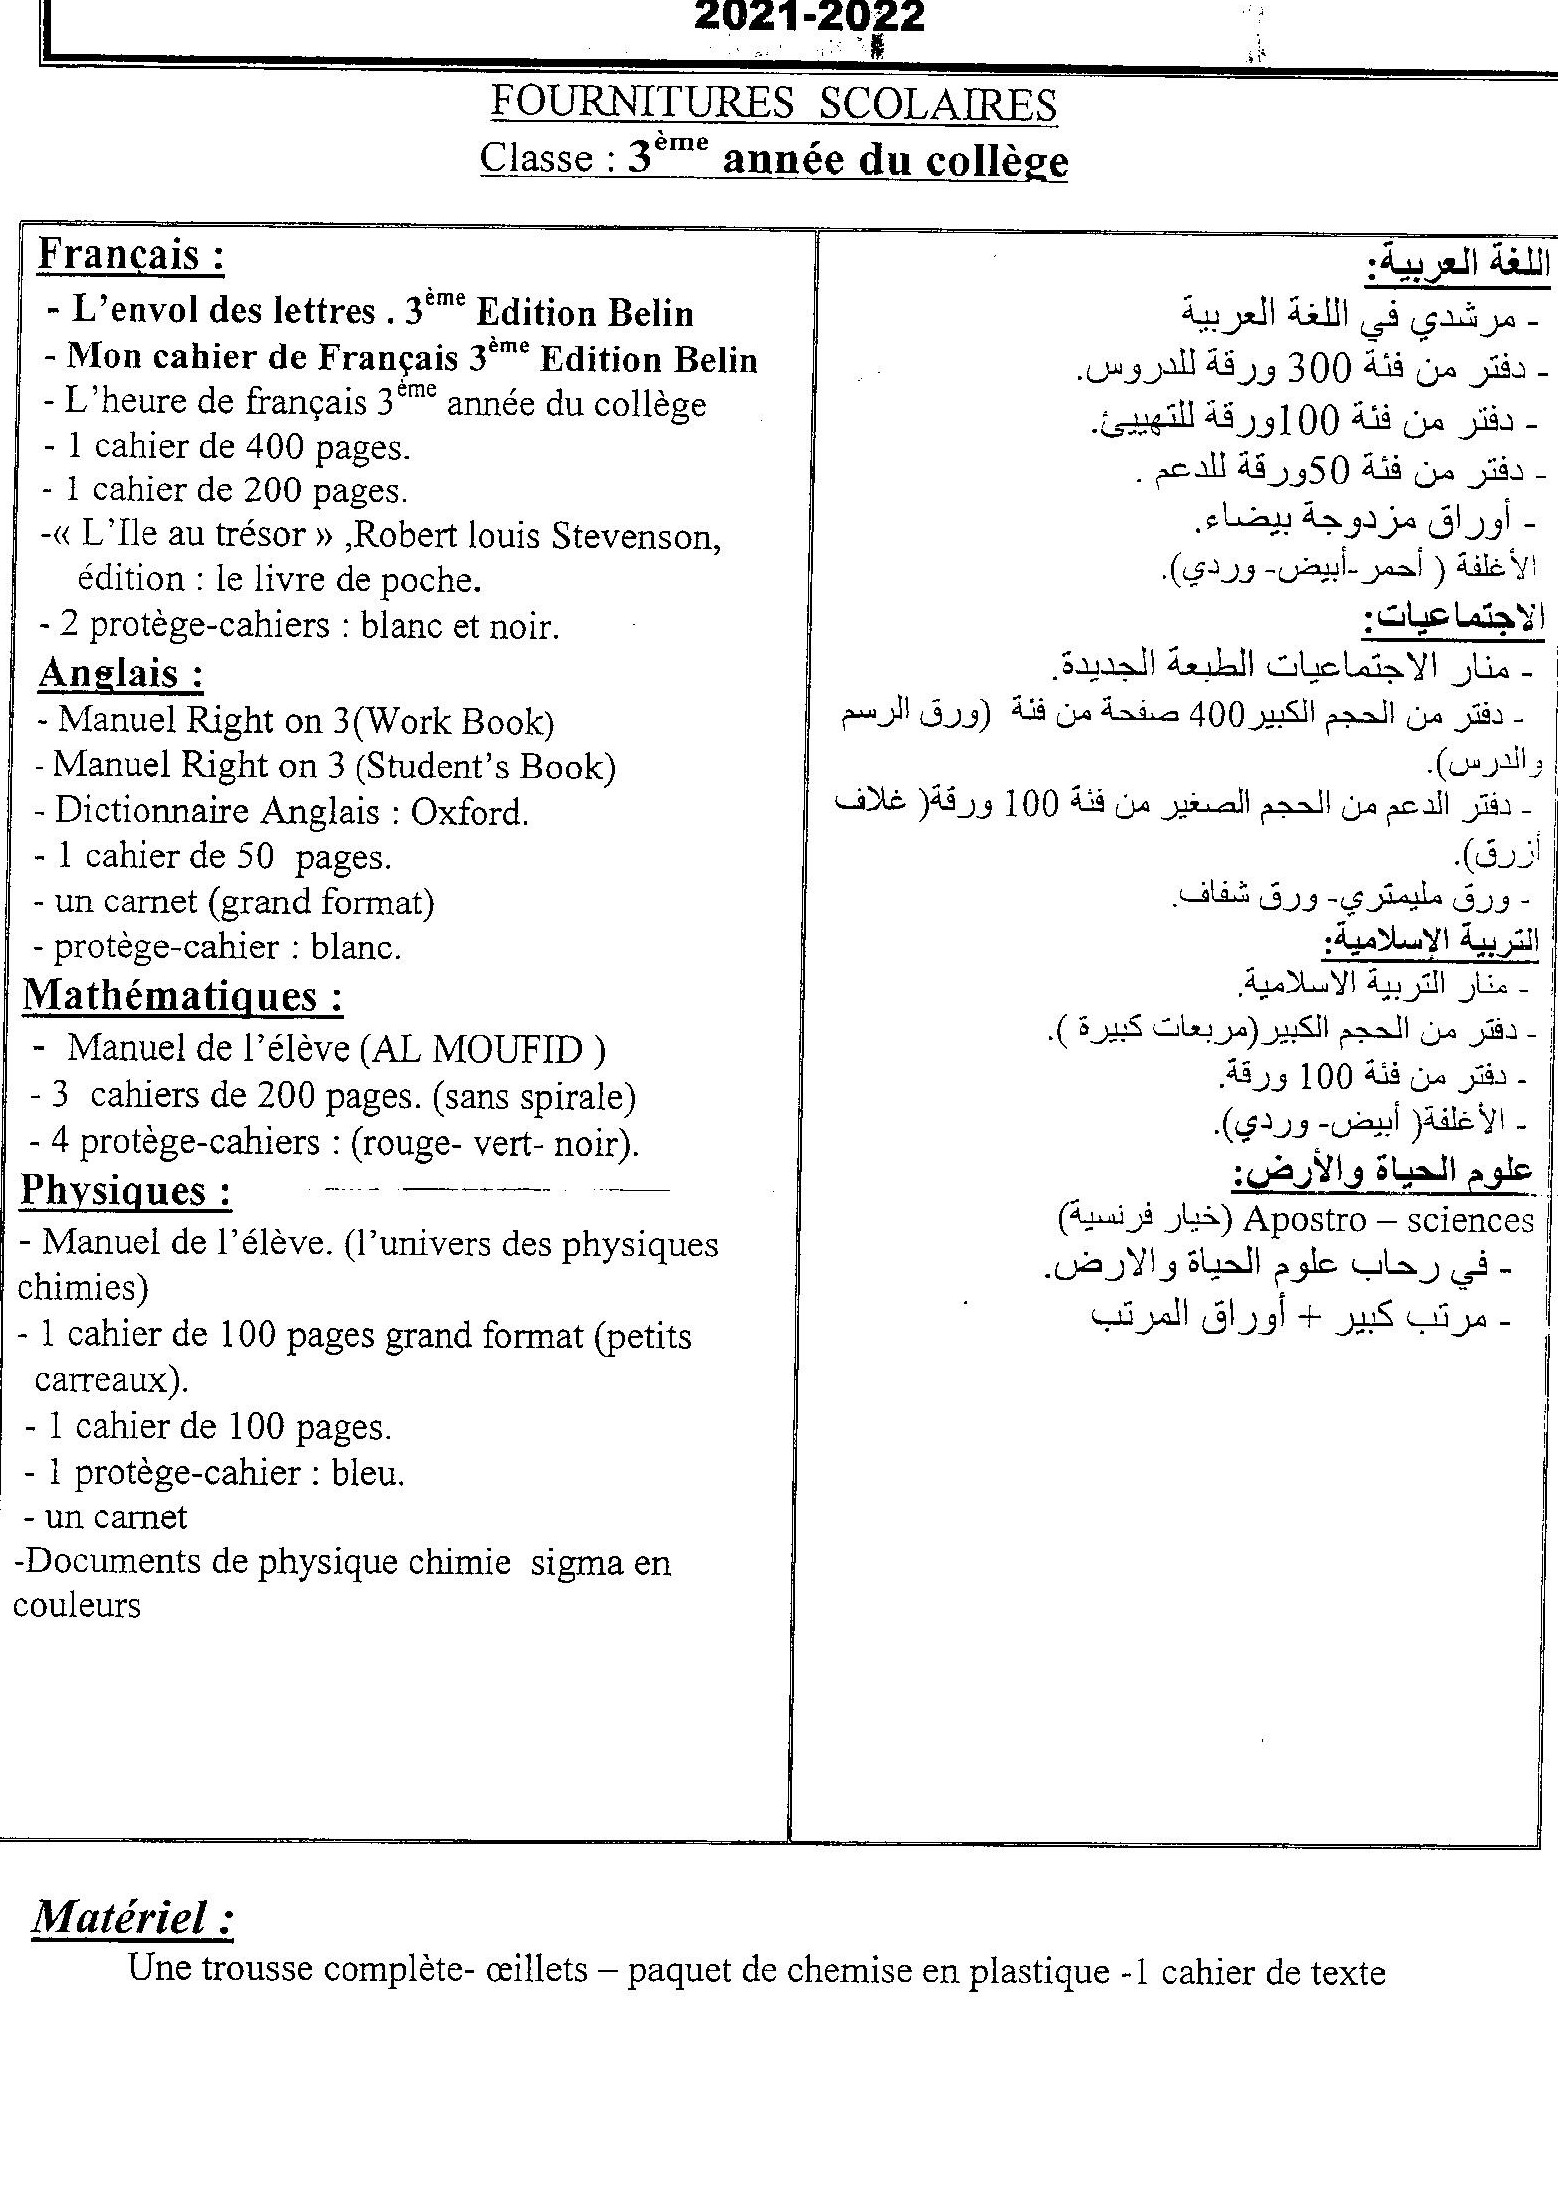 2021-2022
FOURNITURES SCOLAIRES
Classe : 3ème année du collège
Français :
- L'envol des lettres . 3ème Edition Belin
- Mon cahier de Français 3ème Edition Belin
- L'heure de français 3ème année du collège
- 1 cahier de 400 pages.
- 1 cahier de 200 pages.
-« L'Ile au trésor » ,Robert louis Stevenson,
édition : le livre de poche.
- 2 protège-cahiers : blanc et noir.
Anglais :
- Manuel Right on 3(Work Book)
- Manuel Right on 3 (Student's Book)
- Dictionnaire Anglais : Oxford.
- 1 cahier de 50 pages.
- un carnet (grand format)
- protège-cahier : blanc.
Mathématiques :
- Manuel de l'élève (AL MOUFID )
- 3 cahiers de 200 pages. (sans spirale)
- 4 protège-cahiers : (rouge- vert- noir).
Physiques :
- Manuel de l'élève. (l'univers des physiques
chimies)
- 1 cahier de 100 pages grand format (petits
carreaux).
- 1 cahier de 100 pages.
- 1 protège-cahier : bleu.
- un carnet
-Documents de physique chimie sigma en
couleurs
اللغة العربية:
- مرشدي في اللغة العربية
- دفتر من فئة 300 ورقة للدروس.
- دفتر من فئة 100ورقة للتهييئ.
- دفتر من فئة 50ورقة للدعم .
- أوراق مزدوجة بيضاء.
الأغلفة ( أحمر-أبيض- وردي).
الاجتماعيات:
- منار الاجتماعيات الطبعة الجديدة.
- دفتر من الحجم الكبير400 صفحة من فئة (ورق الرسم
والدرس).
- دفتر الدعم من الحجم الصغير من فئة 100 ورقة( غلاف
أزرق).
- ورق مليمتري- ورق شفاف.
التربية الإسلامية:
- منار التربية الاسلامية.
- دفتر من الحجم الكبير(مربعات كبيرة ).
- دفتر من فئة 100 ورقة.
- الأغلفة( أبيض- وردي).
علوم الحياة والأرض:
Apostro – sciences (خيار فرنسية)
- في رحاب علوم الحياة والارض.
- مرتب كبير + أوراق المرتب
Matériel :
Une trousse complète- œillets – paquet de chemise en plastique -1 cahier de texte